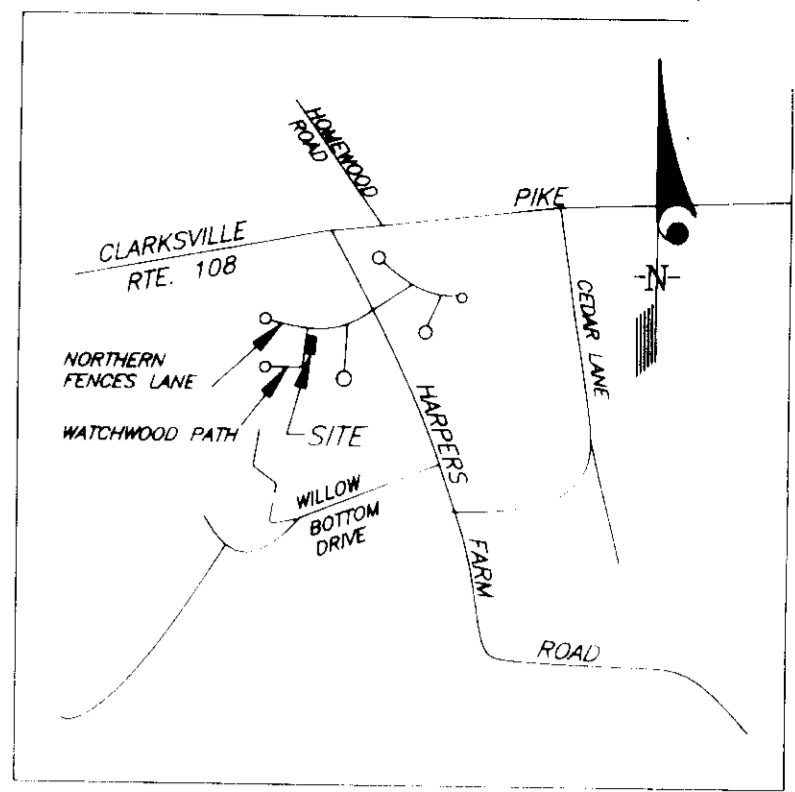 HOMEWOOD
ROAD
PIKE
CLARKSVILLE
RTE. 108
-N-
CEDAR LANE
NORTHERN
FENCES LANE
HARPERS
WATCHWOOD PATH
SITE
WILLOW
BOTTOM
DRIVE
FARM
ROAD